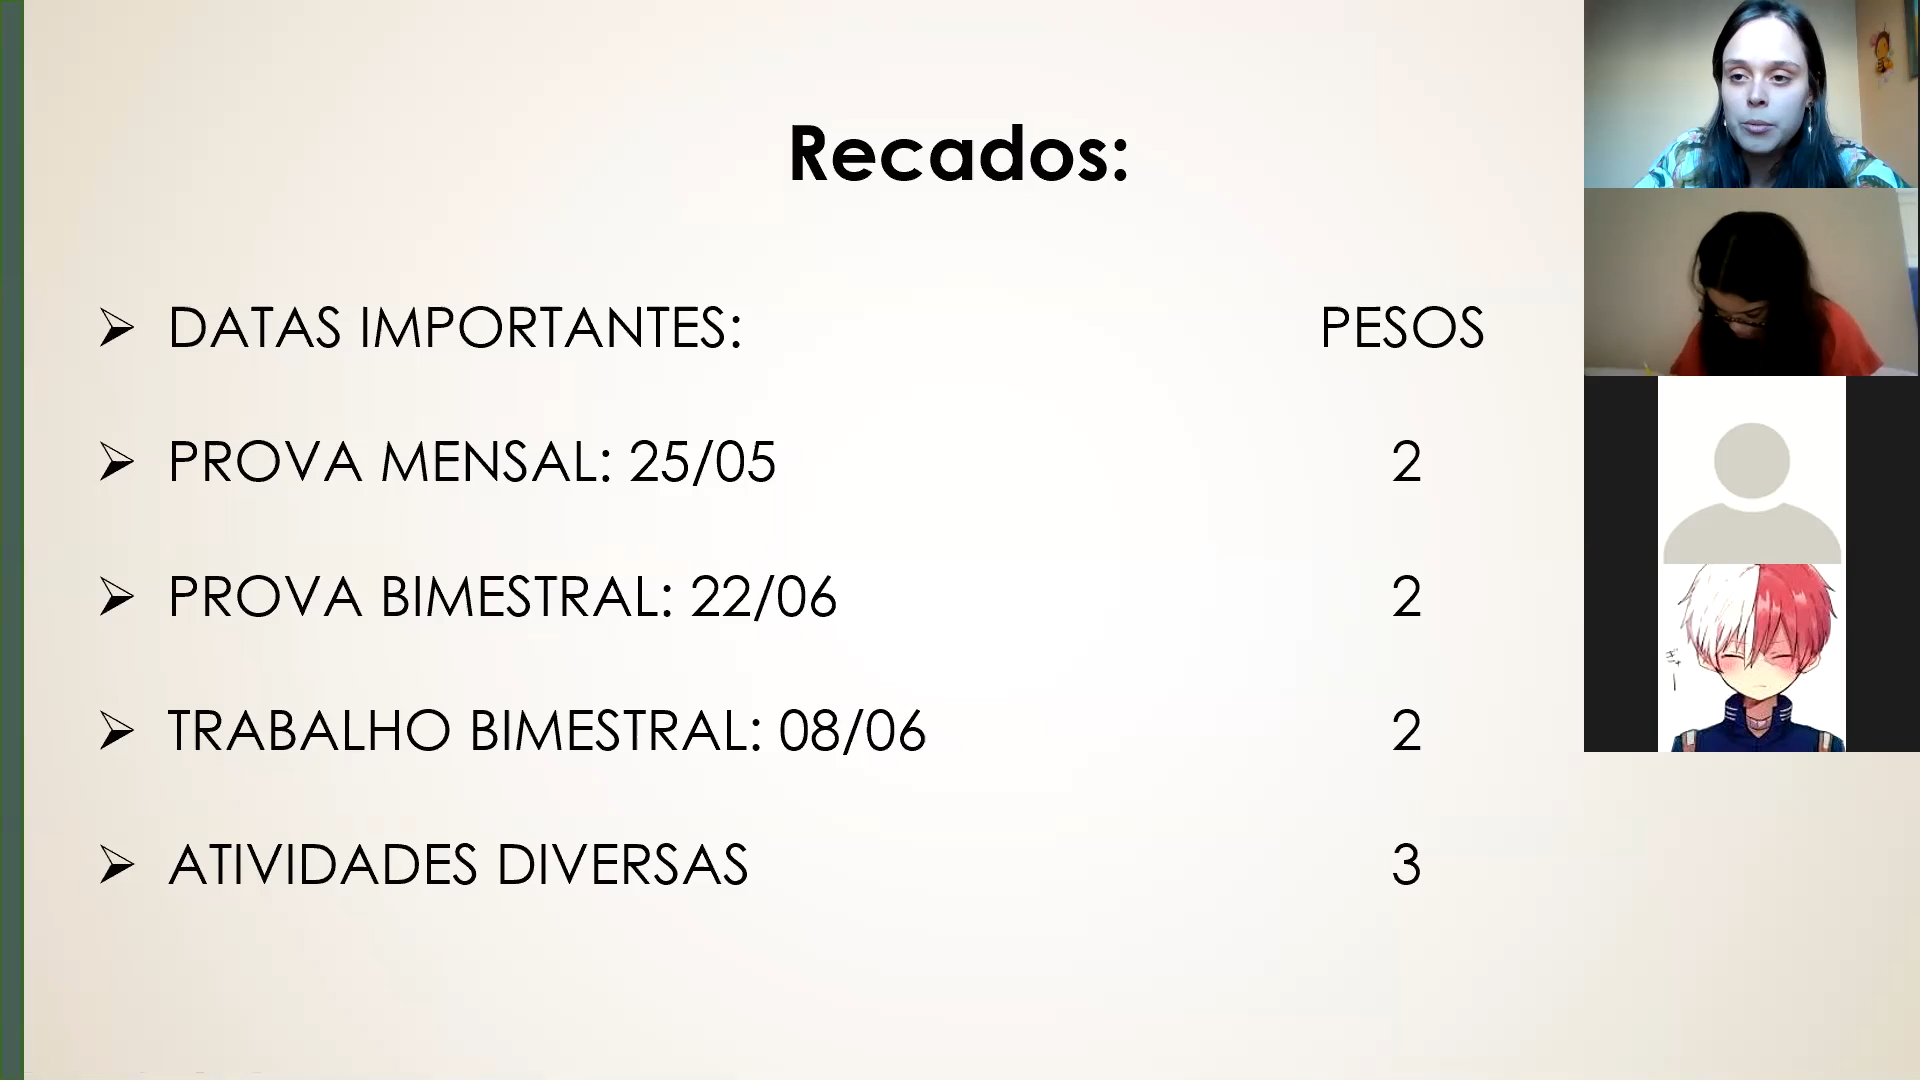 Recados:
DATAS IMPORTANTES: PESOS
PROVA MENSAL: 25/05 2
PROVA BIMESTRAL: 22/06 2
TRABALHO BIMESTRAL: 08/06 2
ATIVIDADES DIVERSAS 3